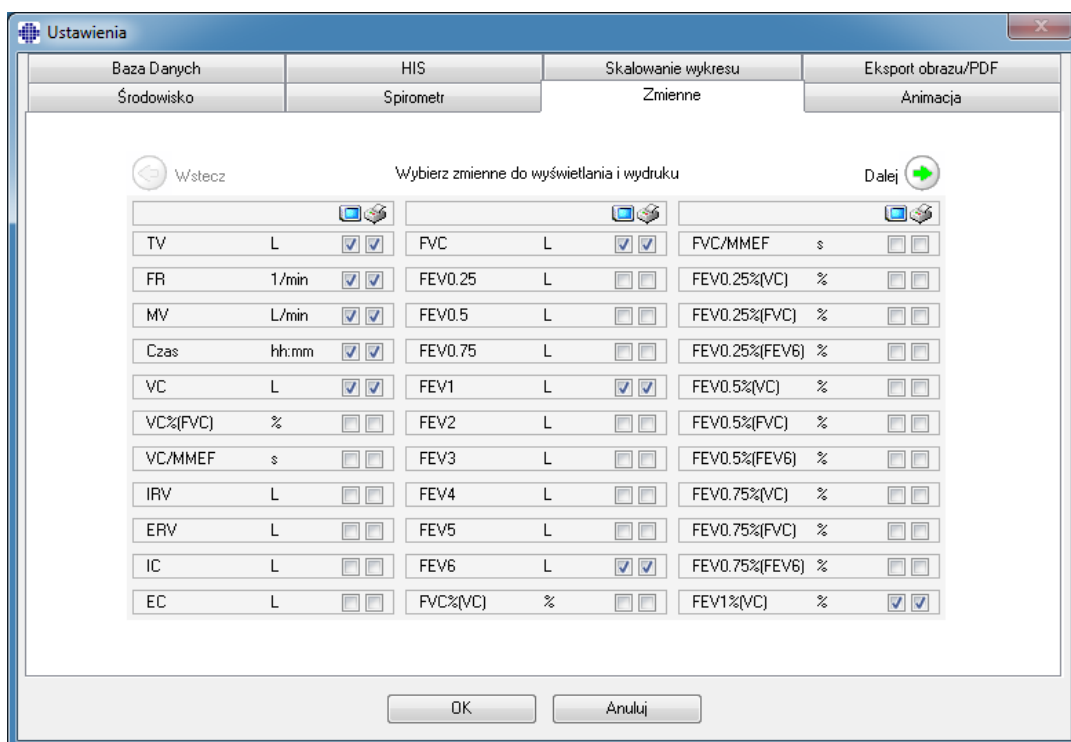 Ustawienia
Baza Danych HIS Skalowanie wykresu Eksport obrazu/PDF
Środowisko Spirometr Zmienne Animacja
Wstecz Wybierz zmienne do wyświetlania i wydruku Dalej
TV L FVC L FVC/MMEF s
FR 1/min FEV0.25 L FEV0.25%(VC) %
MV L/min FEV0.5 L FEV0.25%(FVC) %
Czas hh:mm FEV0.75 L FEV0.25%(FEV6) %
VC L FEV1 L FEV0.5%(VC) %
VC%(FVC) % FEV2 L FEV0.5%(FVC) %
VC/MMEF s FEV3 L FEV0.5%(FEV6) %
IRV L FEV4 L FEV0.75%(VC) %
ERV L FEV5 L FEV0.75%(FVC) %
IC L FEV6 L FEV0.75%(FEV6) %
EC L FVC%(VC) % FEV1%(VC) %
OK Anuluj